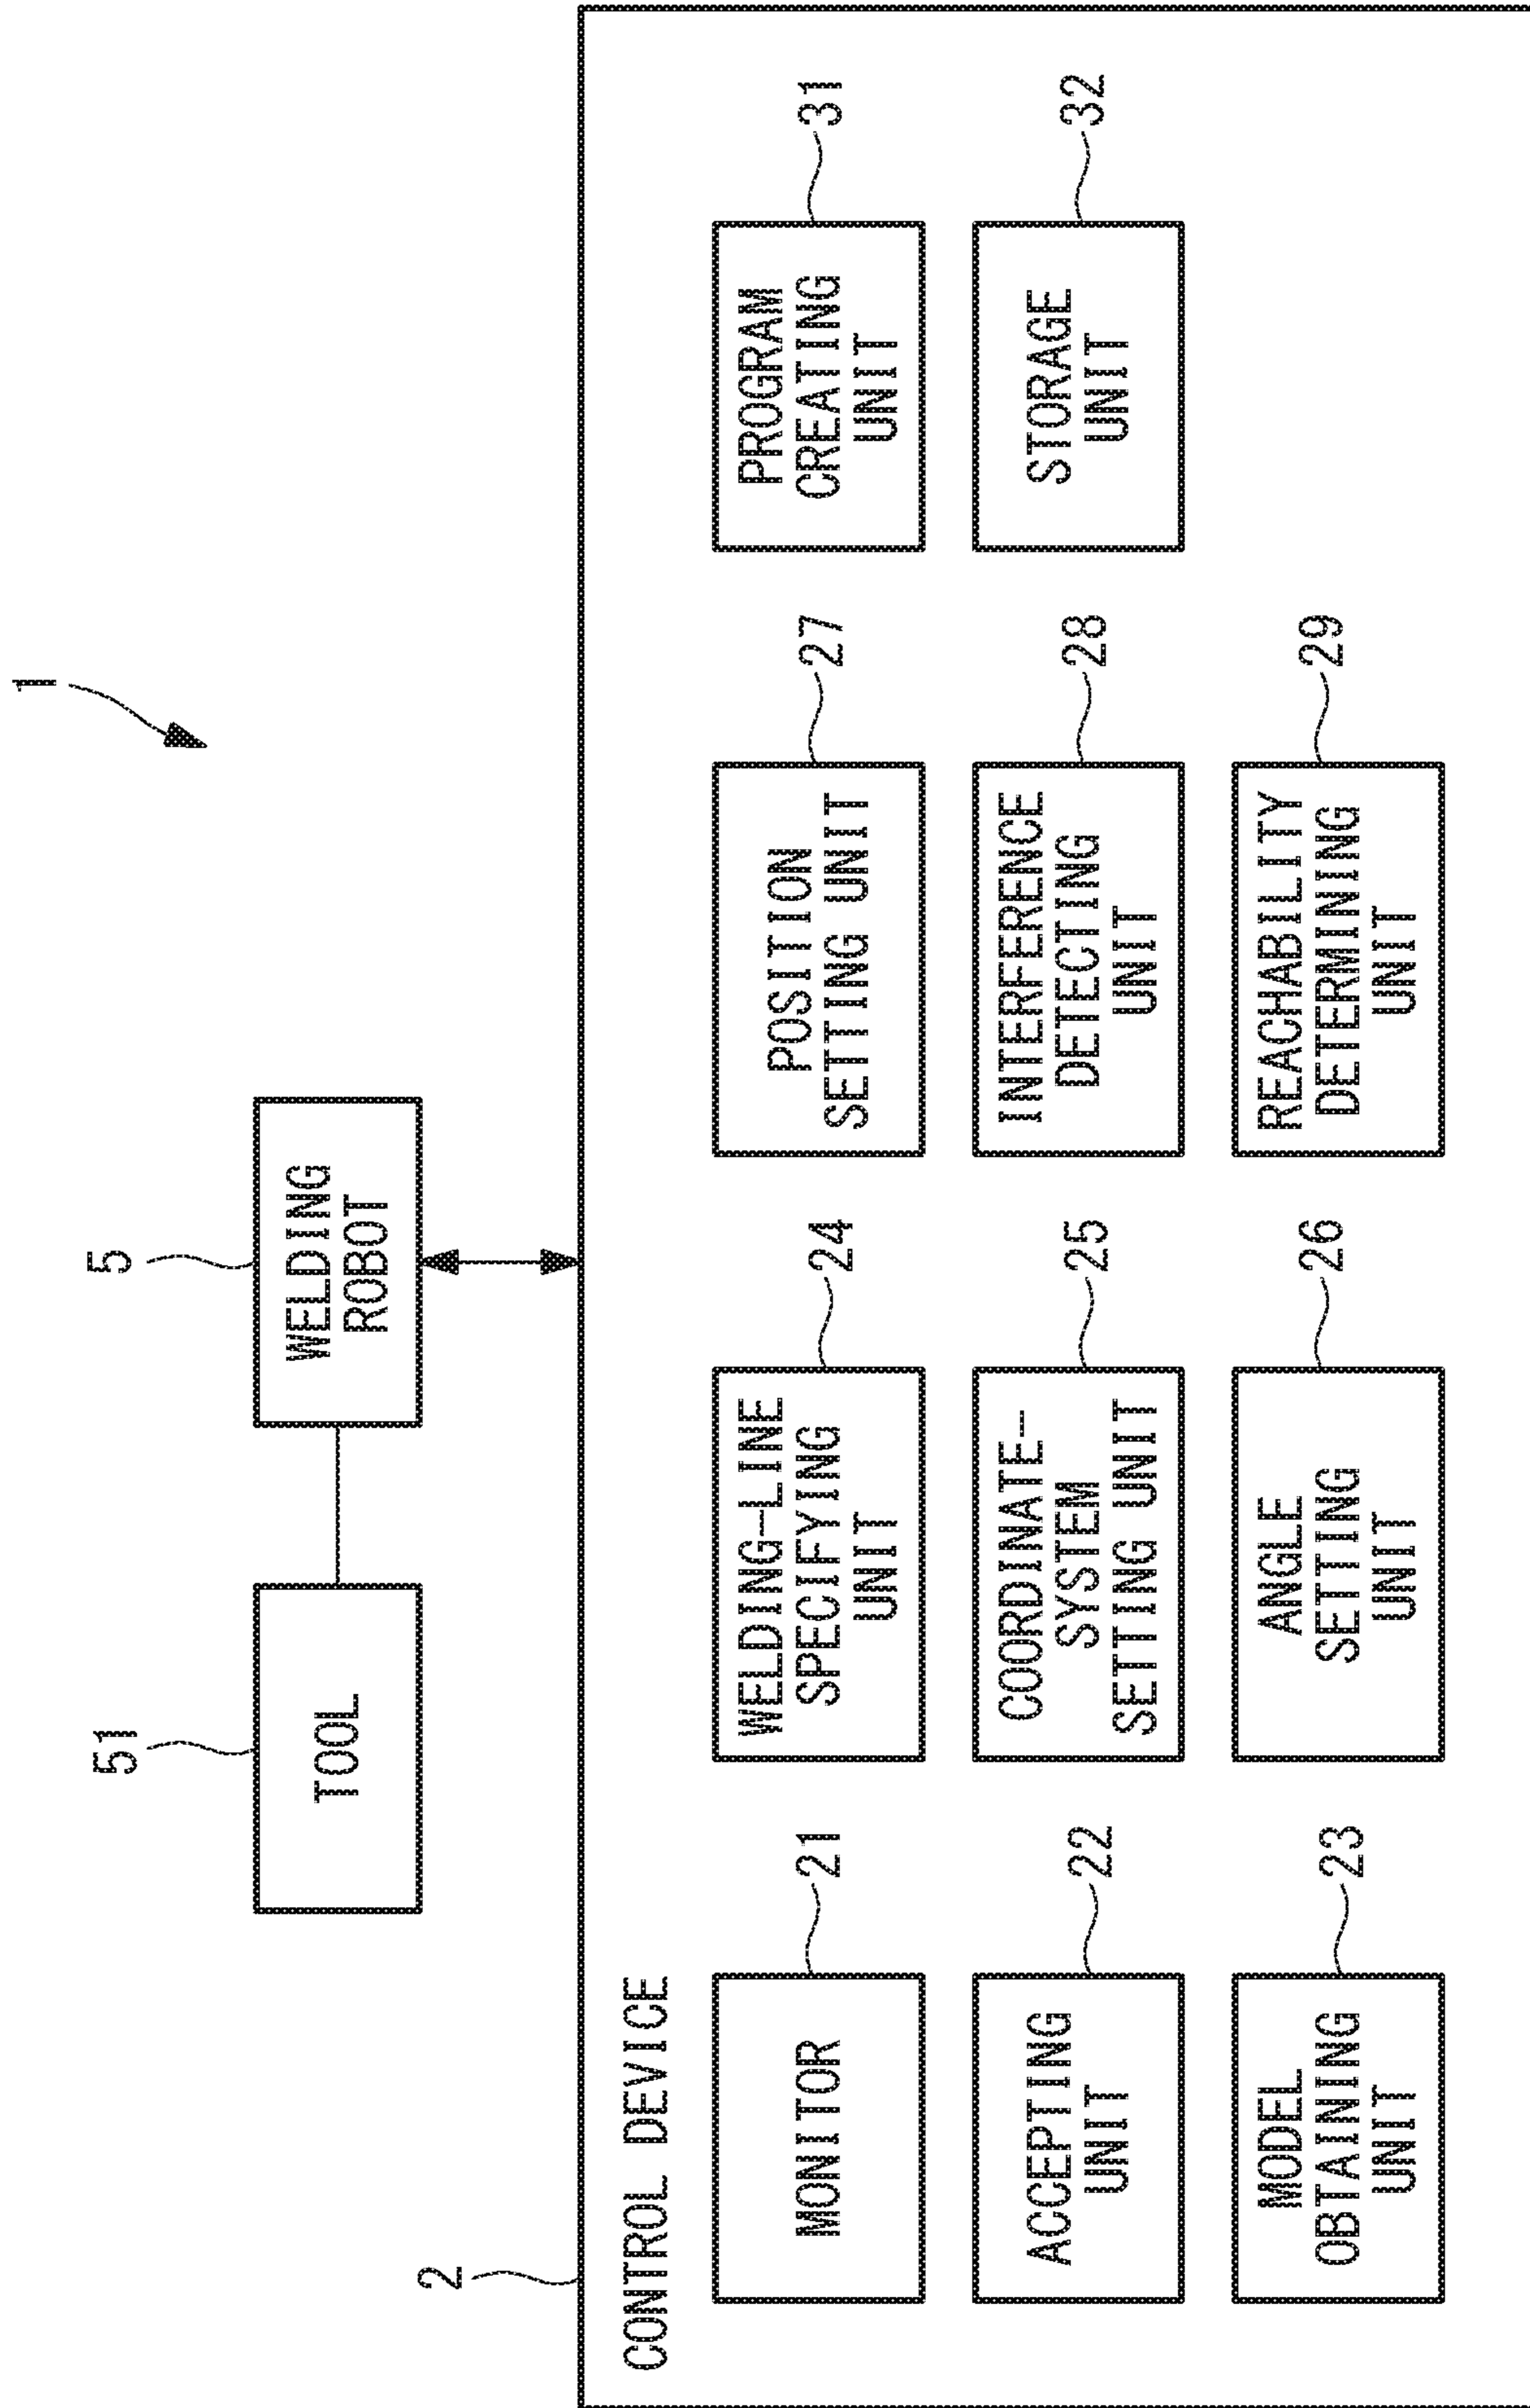 1
51
TOOL
5
WELDING
ROBOT
2
CONTROL DEVICE
21
MONITOR
22
ACCEPTING
UNIT
23
MODEL
OBTAINING
UNIT
24
WELDING-LINE
SPECIFYING
UNIT
25
COORDINATE-
SYSTEM
SETTING UNIT
26
ANGLE
SETTING
UNIT
27
POSITION
SETTING UNIT
28
INTERFERENCE
DETECTING
UNIT
29
REACHABILITY
DETERMINING
UNIT
31
PROGRAM
CREATING
UNIT
32
STORAGE
UNIT